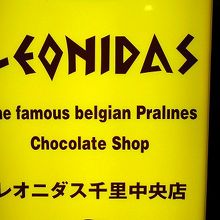 LEONIDAS
he famous belgian Pralines
Chocolate Shop
レオニダス千里中央店